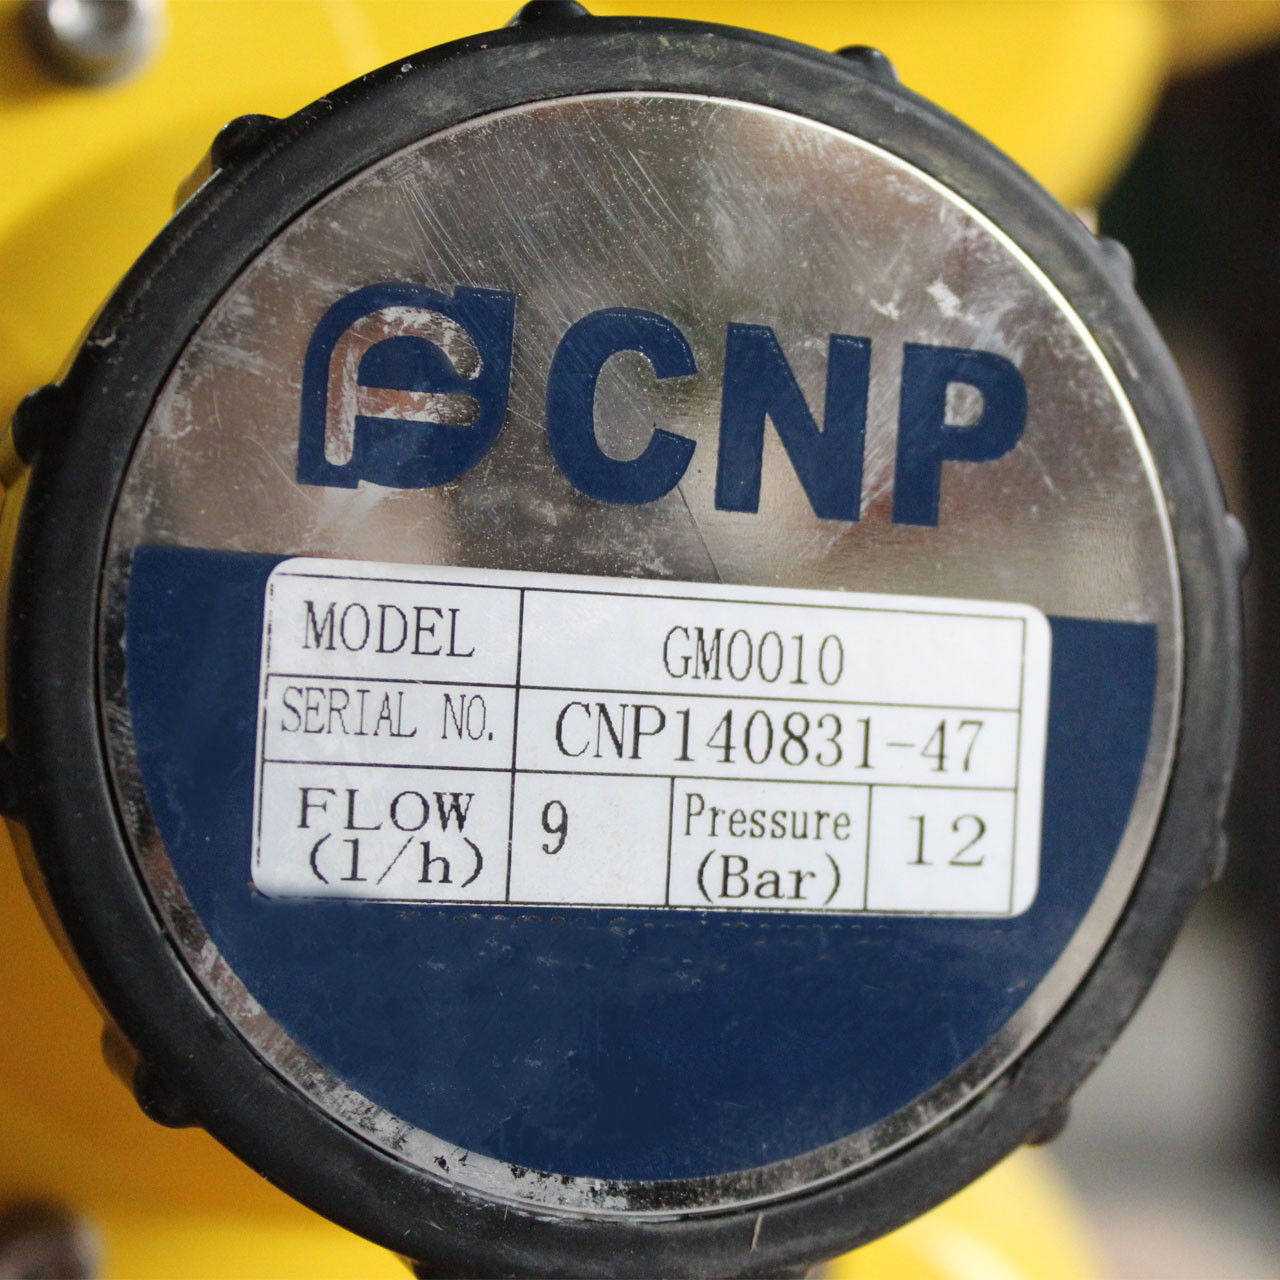 CNP
®
MODEL GM0010
SERIAL NO. CNP140831-47
FLOW (l/h) 9 Pressure (Bar) 12